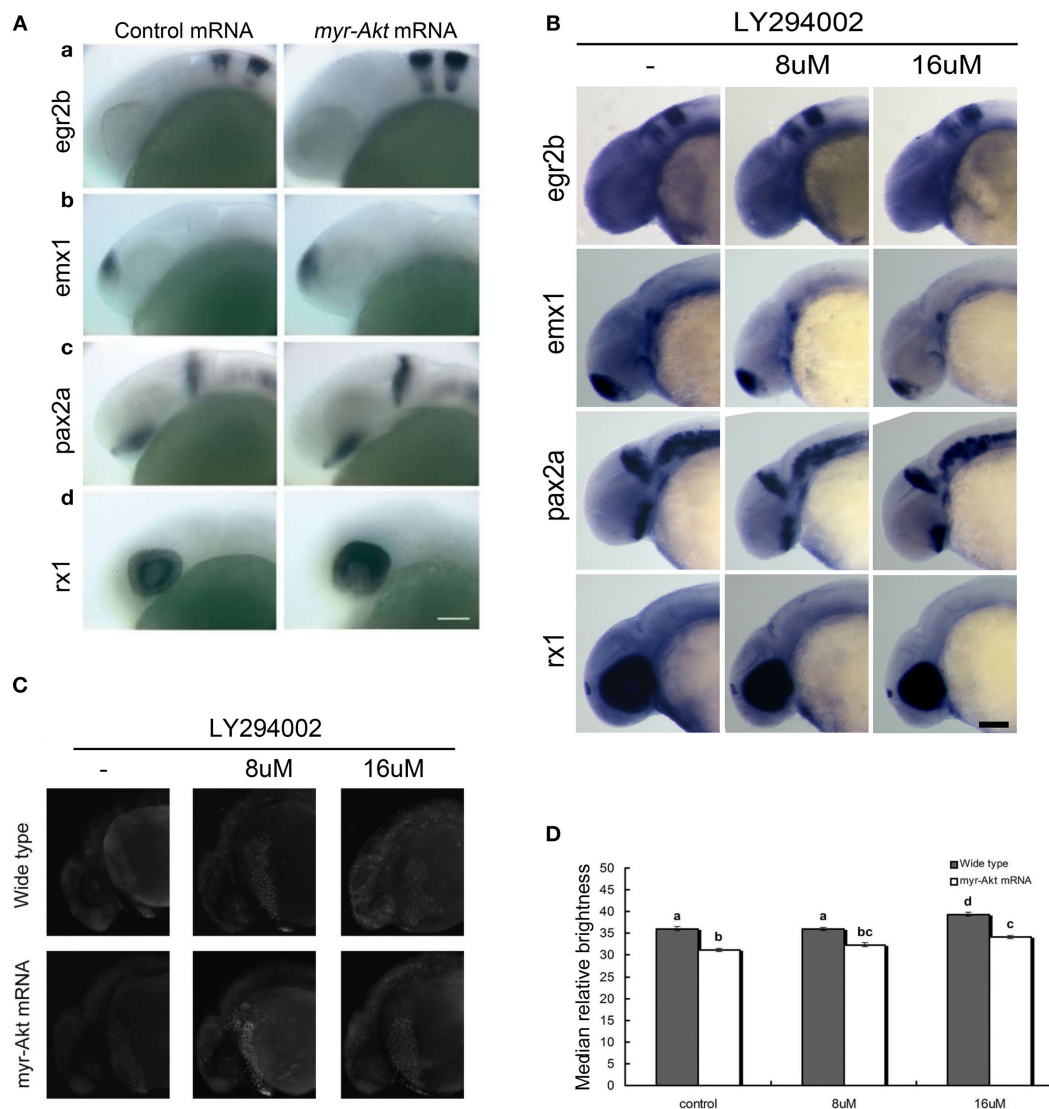 A
Control mRNA myr-Akt mRNA
a
egr2b
b
emx1
c
pax2a
d
rx1
B
LY294002
- 8uM 16uM
egr2b
emx1
pax2a
rx1
C
LY294002
- 8uM 16uM
Wide type
myr-Akt mRNA
D
Median relative brightness
50
45
40
35
30
25
20
15
10
5
0
Wide type
myr-Akt mRNA
a b a bc d c
control 8uM 16uM